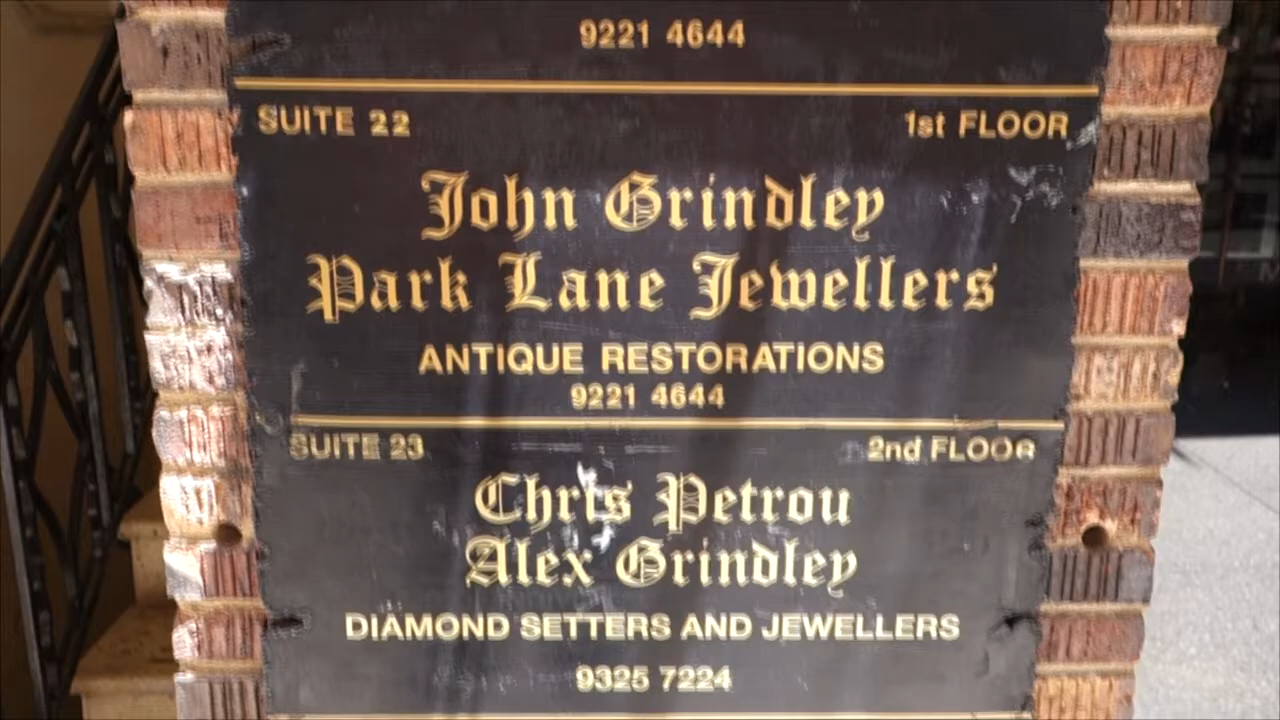 9221 4644
SUITE 22 1st FLOOR
John Grindley
Park Lane Jewellers
ANTIQUE RESTORATIONS
9221 4644
SUITE 23 2nd FLOOR
Chris Petrou
Alex Grindley
DIAMOND SETTERS AND JEWELLERS
9325 7224